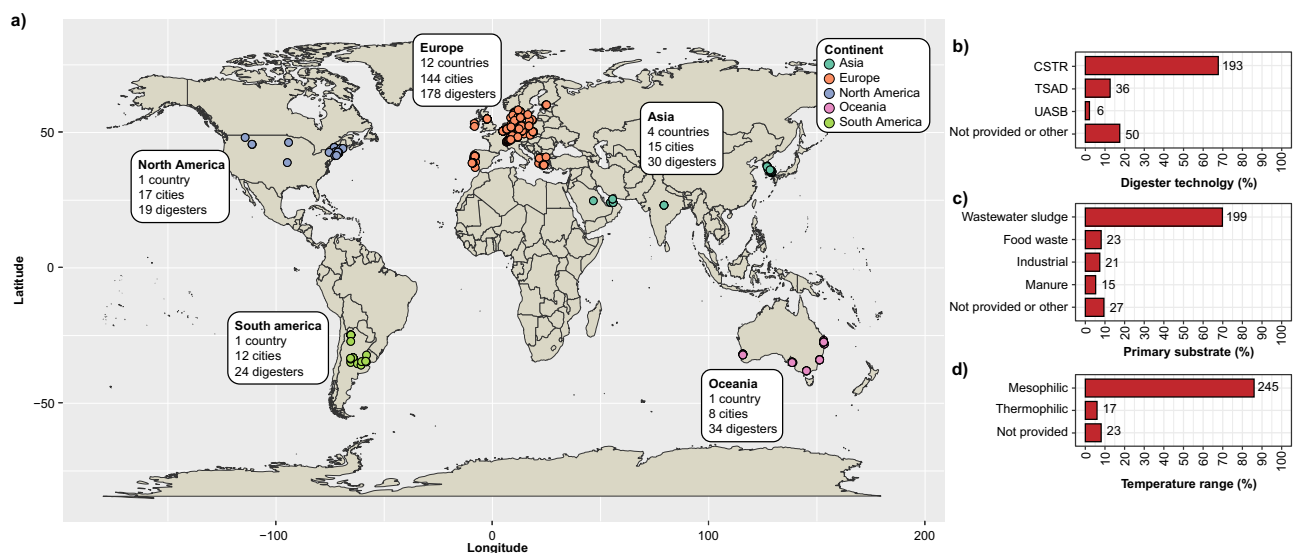 a)
Europe
12 countries
144 cities
178 digesters
Continent
Asia
Europe
North America
Oceania
South America
Asia
4 countries
15 cities
30 digesters
North America
1 country
17 cities
19 digesters
South america
1 country
12 cities
24 digesters
Oceania
1 country
8 cities
34 digesters
50
0
−50
Latitude
−100
0
100
200
Longitude
b)
CSTR
193
TSAD
36
UASB
6
Not provided or other
50
0
10
20
30
40
50
60
70
80
90
100
Digester technolgy (%)
c)
Wastewater sludge
199
Food waste
23
Industrial
21
Manure
15
Not provided or other
27
0
10
20
30
40
50
60
70
80
90
100
Primary substrate (%)
d)
Mesophilic
245
Thermophilic
17
Not provided
23
0
10
20
30
40
50
60
70
80
90
100
Temperature range (%)